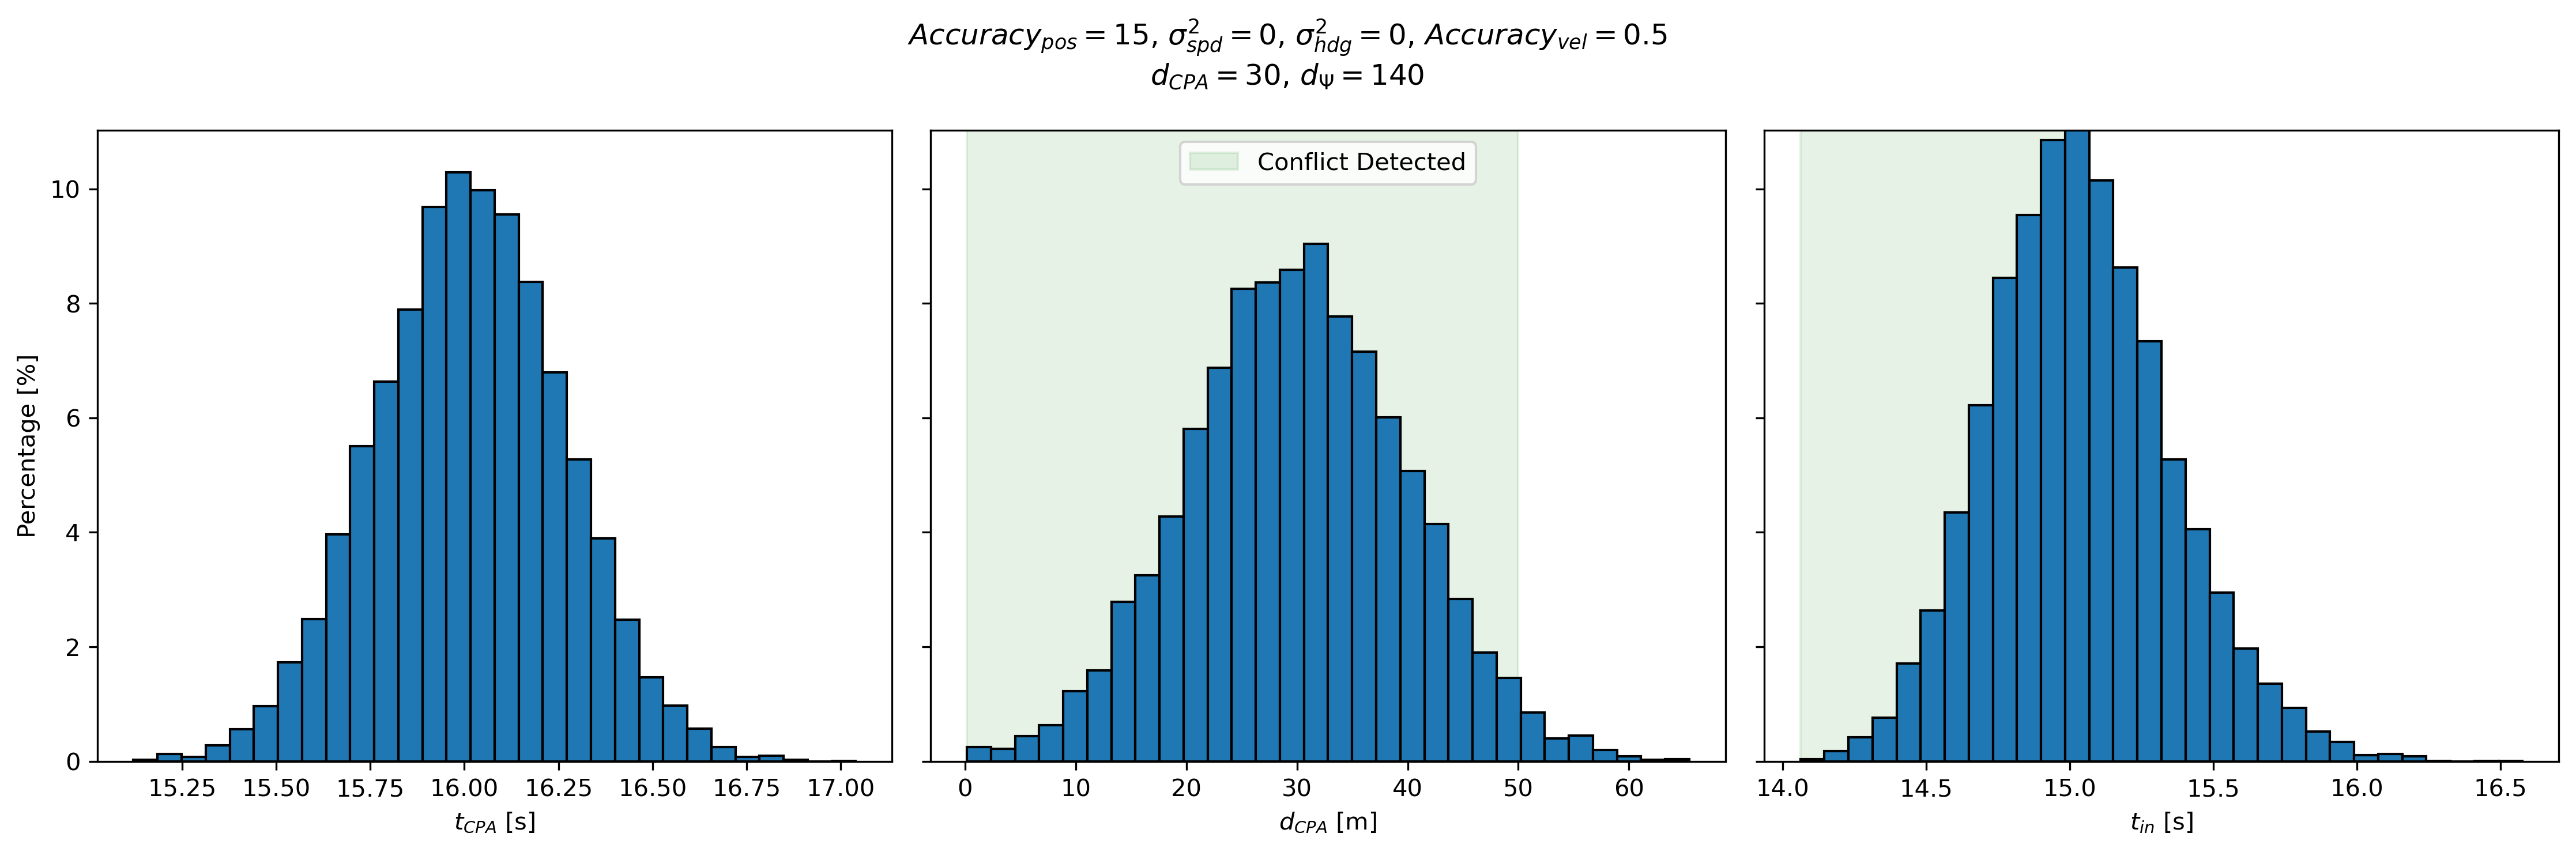 Accuracy_pos = 15, σ²_spd = 0, σ²_hdg = 0, Accuracy_vel = 0.5
d_CPA = 30, d_Ψ = 140
Percentage [%]
10
8
6
4
2
0
15.25 15.50 15.75 16.00 16.25 16.50 16.75 17.00
t_CPA [s]
Conflict Detected
0 10 20 30 40 50 60
d_CPA [m]
14.0 14.5 15.0 15.5 16.0 16.5
t_in [s]